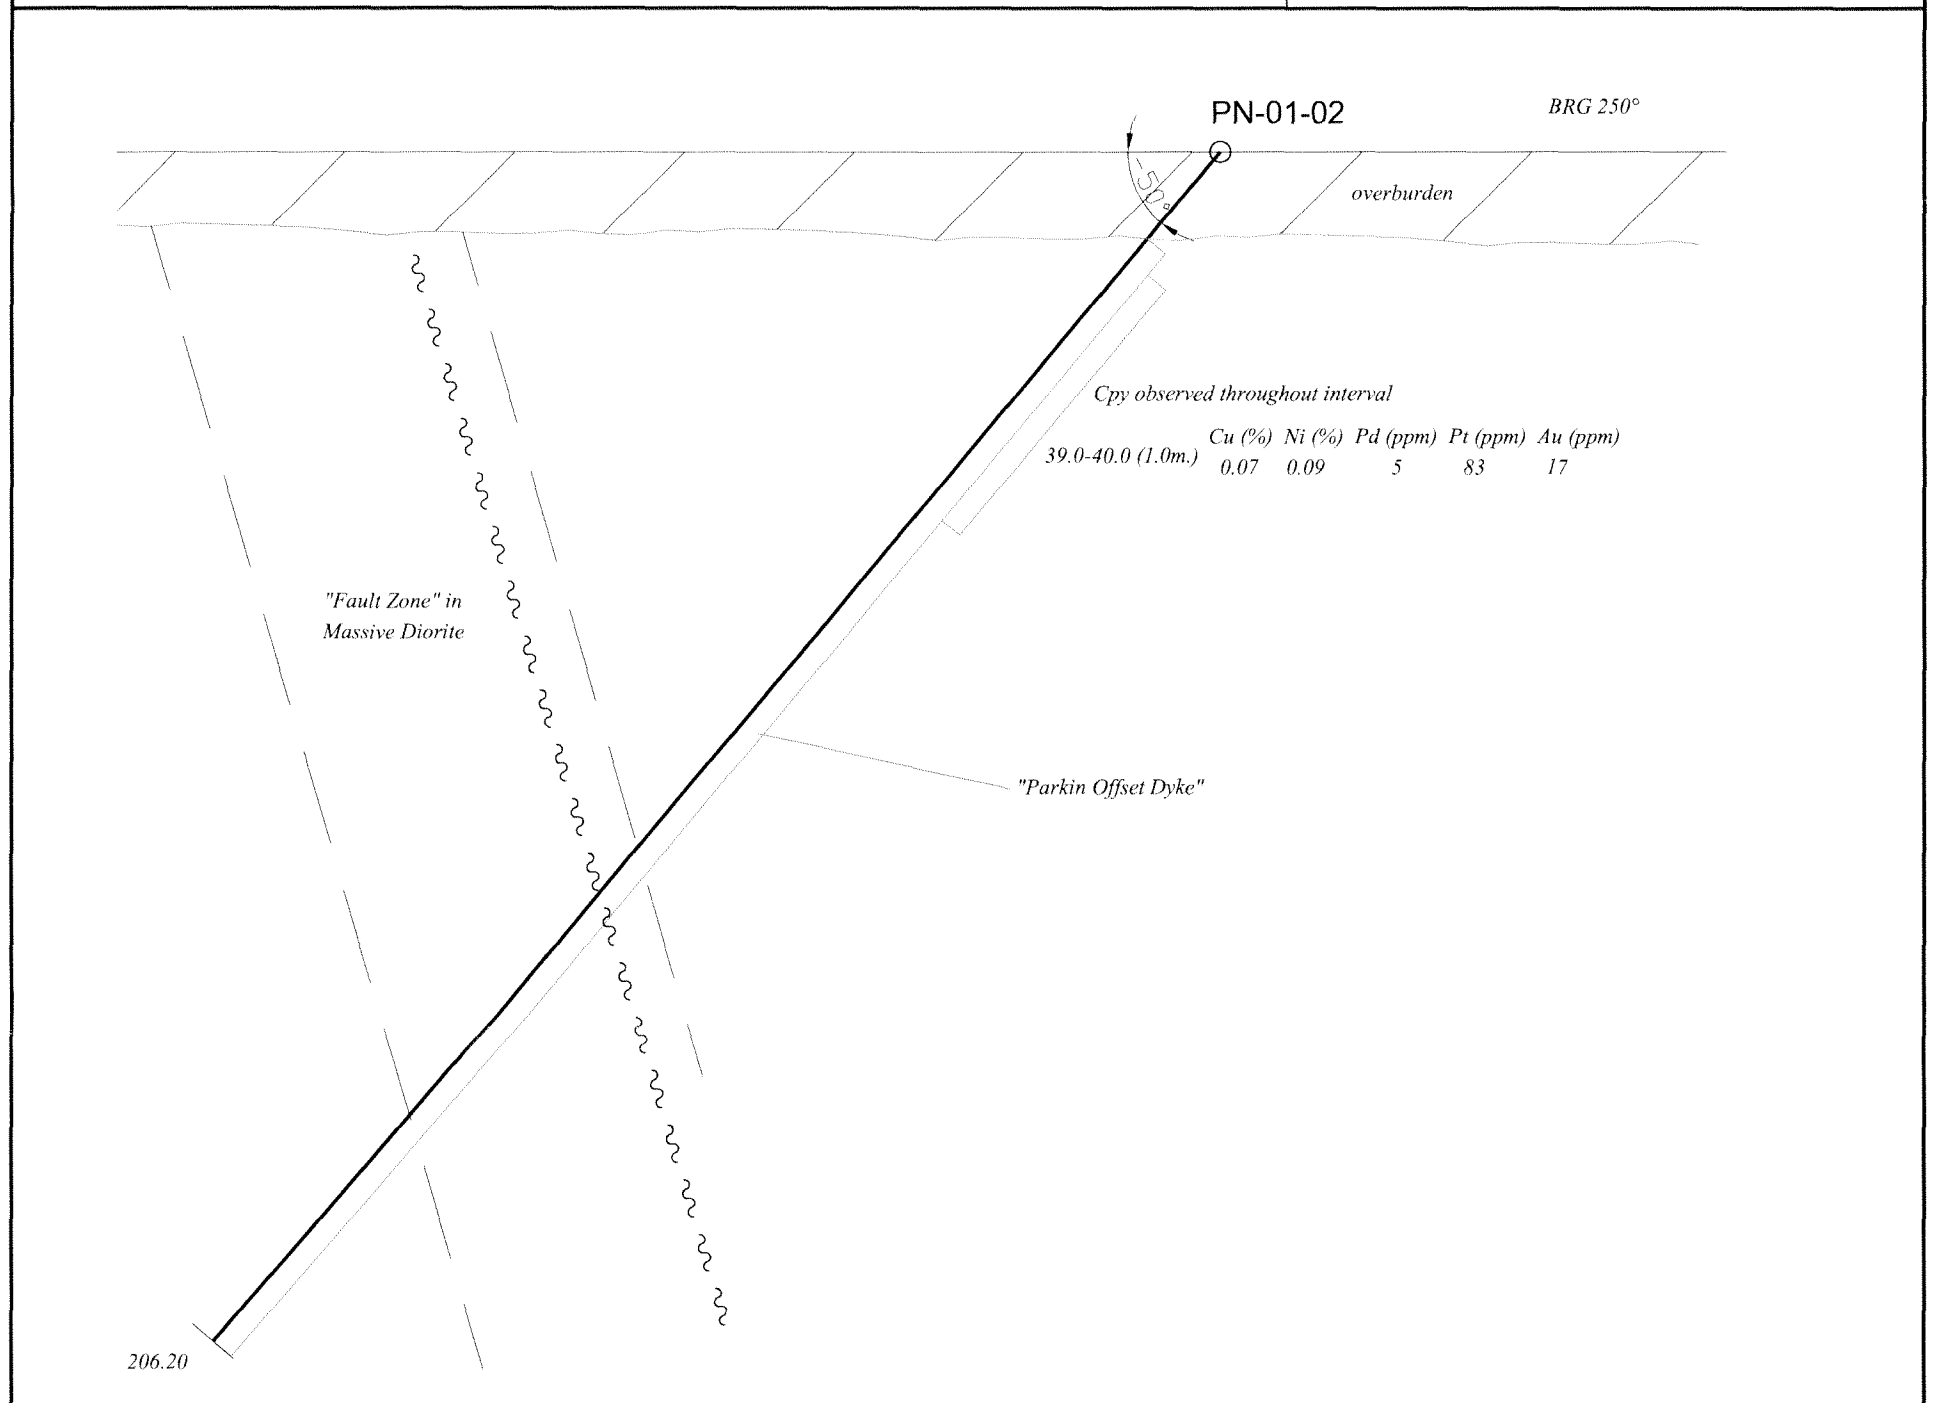 PN-01-02
BRG 250°
-50°
overburden
Cpy observed throughout interval
Cu (%) Ni (%) Pd (ppm) Pt (ppm) Au (ppm)
39.0-40.0 (1.0m.) 0.07 0.09 5 83 17
"Fault Zone" in
Massive Diorite
"Parkin Offset Dyke"
206.20